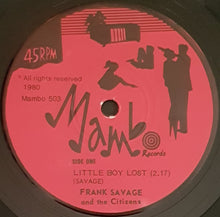 45RPM
* All rights reserved
1980
Mambo 503
Mambo
Records
SIDE ONE
LITTLE BOY LOST (2.17)
(SAVAGE)
FRANK SAVAGE
and the Citizens